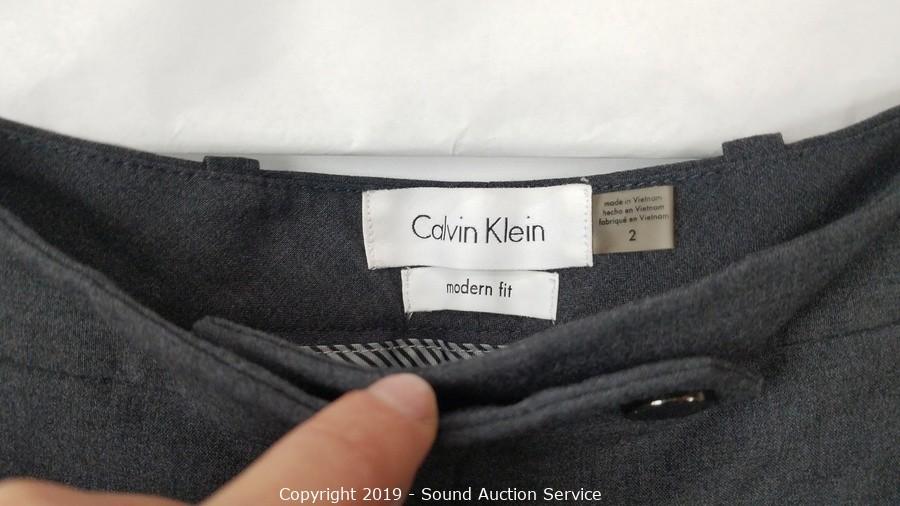 Calvin Klein
made in Vietnam
hecho en Vietnam
fabriqué en Vietnam
2
modern fit
Copyright 2019 - Sound Auction Service